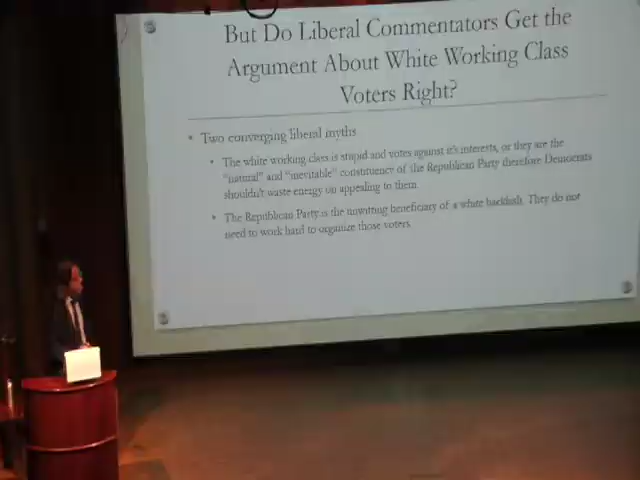 But Do Liberal Commentators Get the
Argument About White Working Class
Voters Right?
• Two converging liberal myths
• The white working class is stupid and votes against it's interests, or they are the
"natural" and "inevitable" constituency of the Republican Party therefore Democrats
shouldn't waste energy on appealing to them
• The Republican Party is the unwitting beneficiary of a white backlash. They do not
need to work hard to organize those voters.